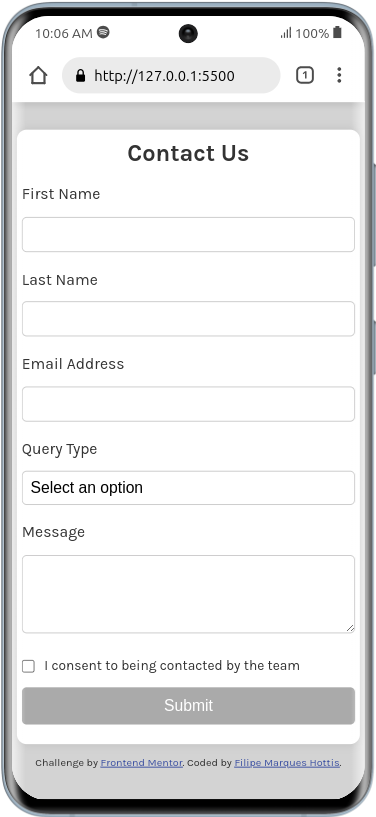 10:06 AM 100%
http://127.0.0.1:5500 1
Contact Us
First Name
Last Name
Email Address
Query Type
Select an option
Message
I consent to being contacted by the team
Submit
Challenge by Frontend Mentor. Coded by Filipe Marques Hottis.